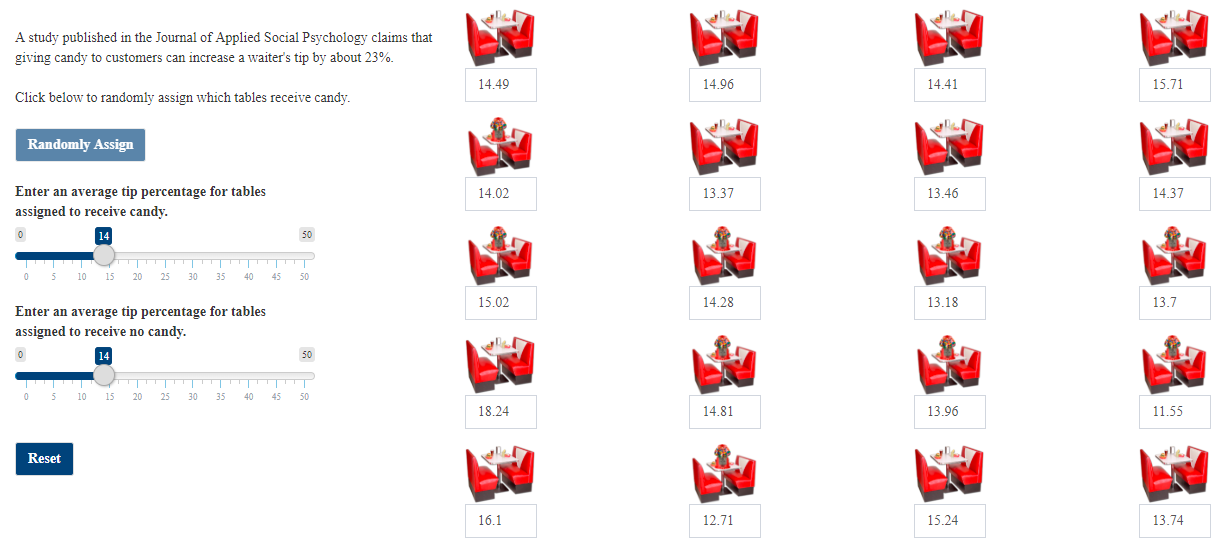 A study published in the Journal of Applied Social Psychology claims that
giving candy to customers can increase a waiter's tip by about 23%.
Click below to randomly assign which tables receive candy.
Randomly Assign
Enter an average tip percentage for tables
assigned to receive candy.
0 14 50
0 5 10 15 20 25 30 35 40 45 50
Enter an average tip percentage for tables
assigned to receive no candy.
0 14 50
0 5 10 15 20 25 30 35 40 45 50
Reset
14.49 14.96 14.41 15.71
14.02 13.37 13.46 14.37
15.02 14.28 13.18 13.7
18.24 14.81 13.96 11.55
16.1 12.71 15.24 13.74